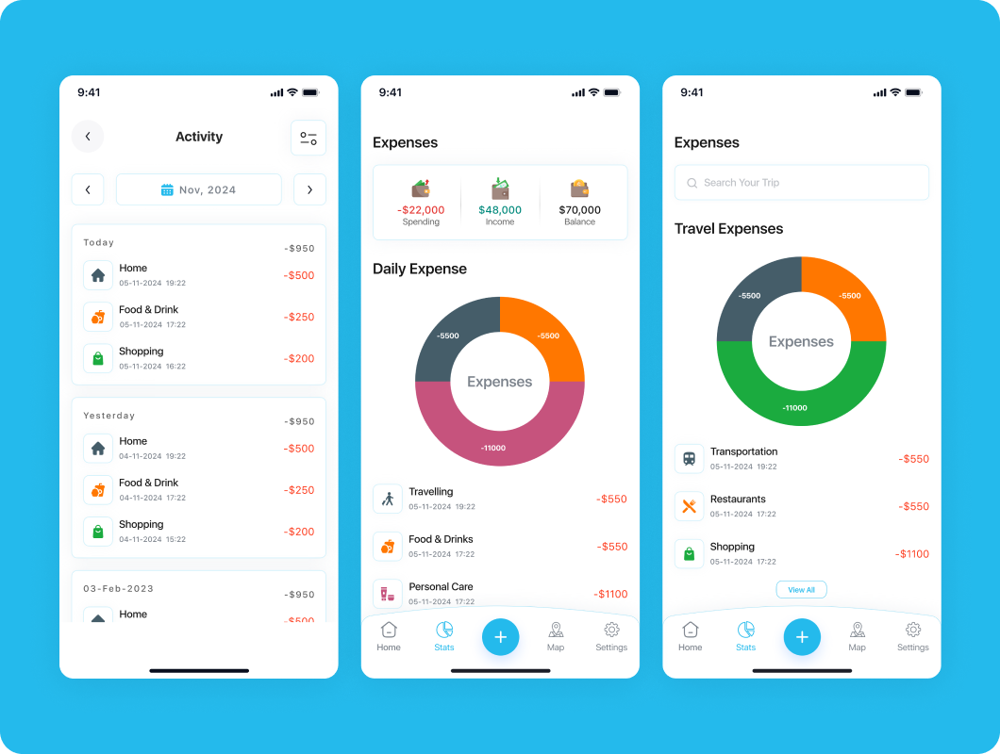 9:41
Activity
Nov, 2024
Today
-$950
Home
05-11-2024 19:22
-$500
Food & Drink
05-11-2024 17:22
-$250
Shopping
05-11-2024 16:22
-$200
Yesterday
-$950
Home
04-11-2024 19:22
-$500
Food & Drink
04-11-2024 17:22
-$250
Shopping
04-11-2024 15:22
-$200
03-Feb-2023
-$950
Home
-$500
9:41
Expenses
-$22,000
Spending
$48,000
Income
$70,000
Balance
Daily Expense
-5500
-5500
Expenses
-11000
Travelling
05-11-2024 19:22
-$550
Food & Drinks
05-11-2024 17:22
-$550
Personal Care
05-11-2024 17:22
-$1100
Home
Stats
Map
Settings
9:41
Expenses
Search Your Trip
Travel Expenses
-5500
-5500
Expenses
-11000
Transportation
05-11-2024 19:22
-$550
Restaurants
05-11-2024 17:22
-$550
Shopping
05-11-2024 17:22
-$1100
View All
Home
Stats
Map
Settings